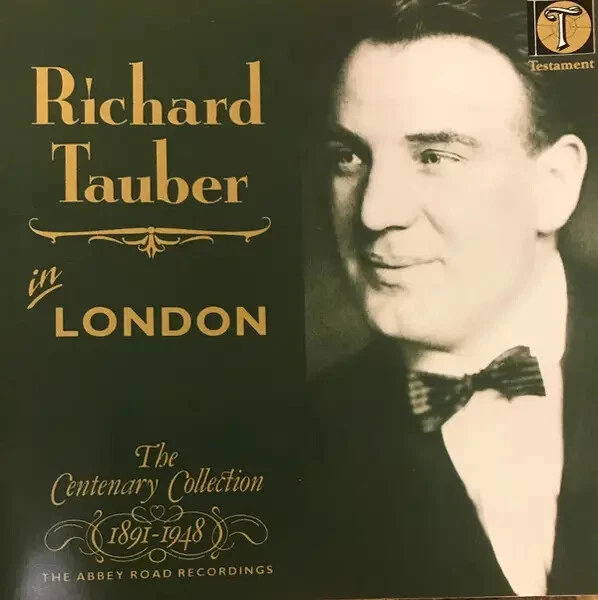 Richard
Tauber
in
LONDON
The
Centenary Collection
1891-1948
THE ABBEY ROAD RECORDINGS
T
Testament